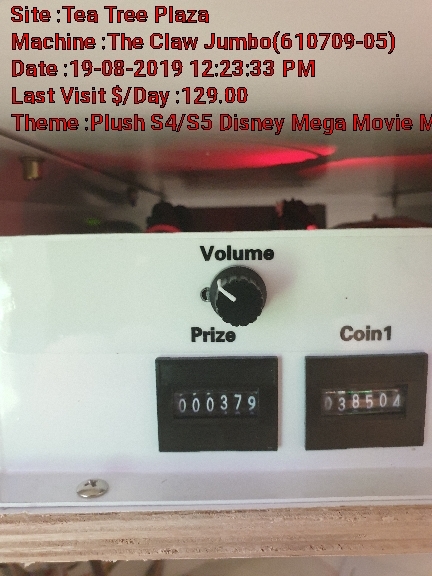 Site :Tea Tree Plaza
Machine :The Claw Jumbo(610709-05)
Date :19-08-2019 12:23:33 PM
Last Visit $/Day :129.00
Theme :Plush S4/S5 Disney Mega Movie M
Volume
Prize Coin1
000379 038504